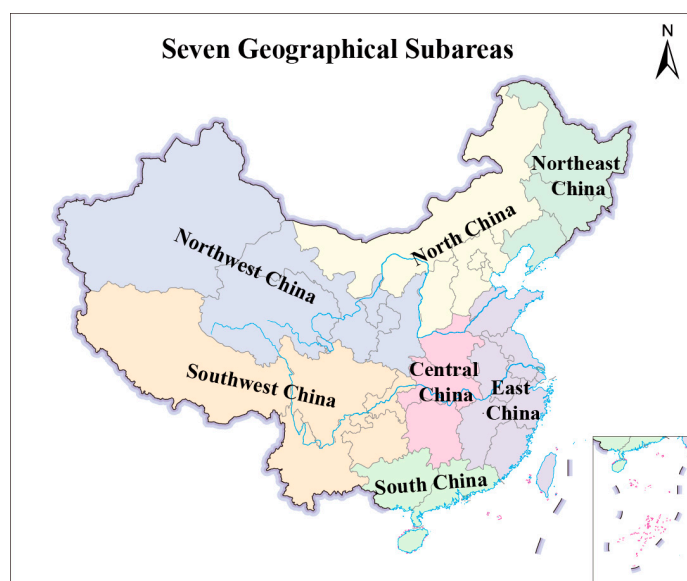 Seven Geographical Subareas
N
Northeast
China
North China
Northwest China
Southwest China
Central
China
East
China
South China